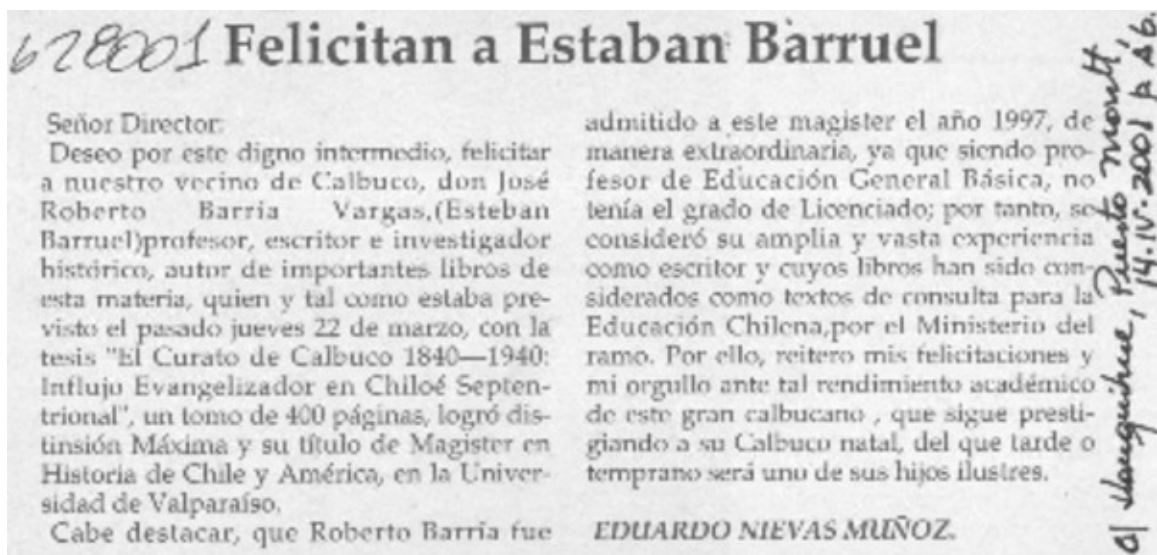 628001 Felicitan a Estaban Barruel
Señor Director:
Deseo por este digno intermedio, felicitar
a nuestro vecino de Calbuco, don José
Roberto Barría Vargas,(Esteban
Barruel)profesor, escritor e investigador
histórico, autor de importantes libros de
esta materia, quien y tal como estaba pre-
visto el pasado jueves 22 de marzo, con la
tesis "El Curato de Calbuco 1840—1940:
Influjo Evangelizador en Chiloé Septen-
trional", un tomo de 400 páginas, logró dis-
tinsión Máxima y su título de Magister en
Historia de Chile y América, en la Univer-
sidad de Valparaíso.
Cabe destacar, que Roberto Barría fue
admitido a este magister el año 1997, de
manera extraordinaria, ya que siendo pro-
fesor de Educación General Básica, no
tenía el grado de Licenciado; por tanto, se
consideró su amplia y vasta experiencia
como escritor y cuyos libros han sido con-
siderados como textos de consulta para la
Educación Chilena,por el Ministerio del
ramo. Por ello, reitero mis felicitaciones y
mi orgullo ante tal rendimiento académico
de este gran calbucano , que sigue presti-
giando a su Calbuco natal, del que tarde o
temprano será uno de sus hijos ilustres.
EDUARDO NIEVAS MUÑOZ.
El Llanquihue, Puerto Montt,
14.IV.2001 p. A6.